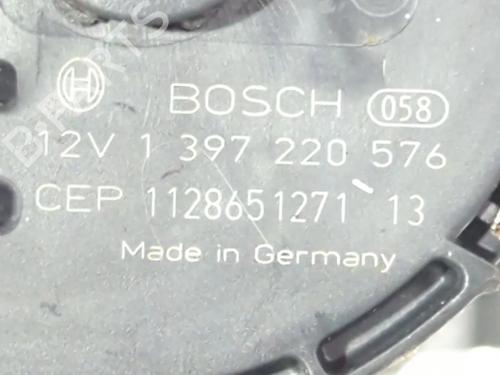 BOSCH 058
12V 1 397 220 576
CEP 1128651271 13
Made in Germany